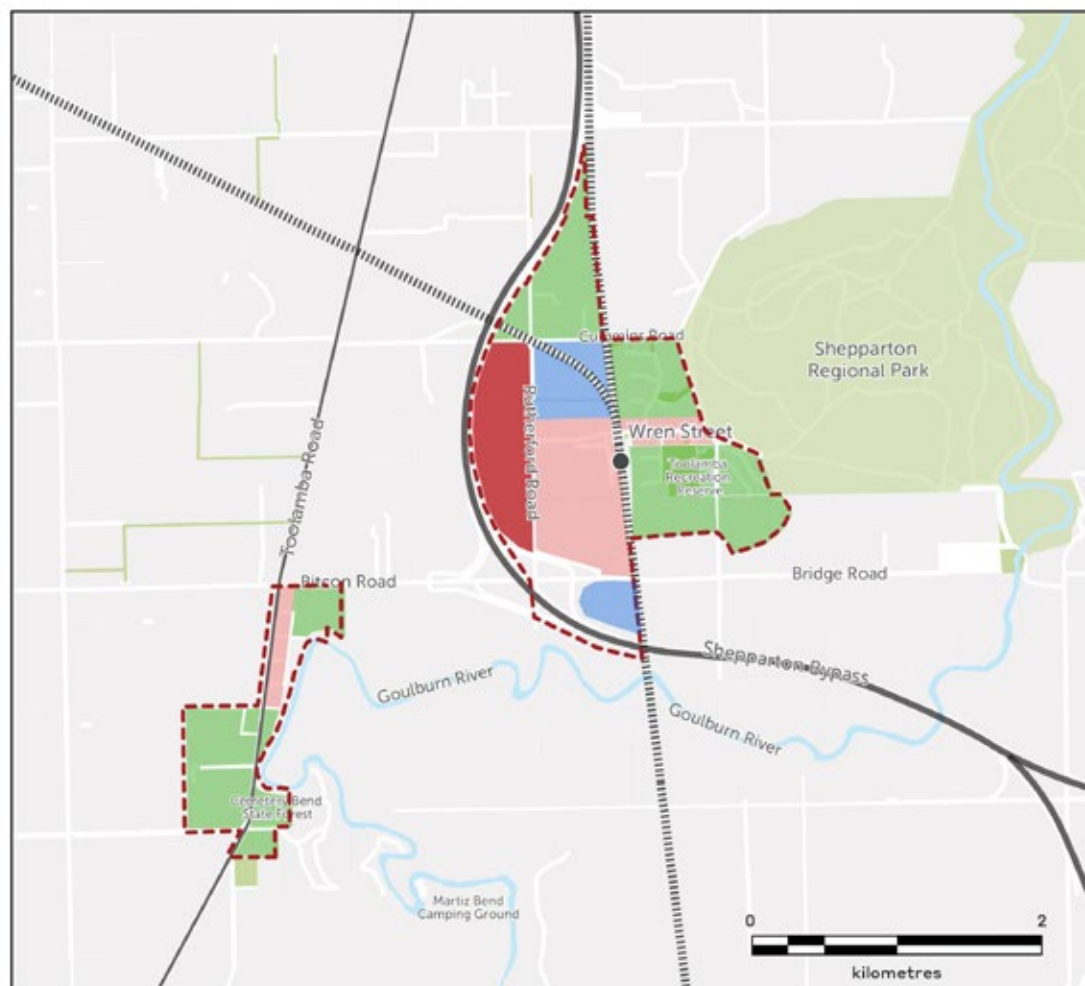 Cummins Road
Shepparton
Regional Park
Rutherford Road
Wren Street
Toolamba
Recreation
Reserve
Toolamba Road
Bitcon Road
Bridge Road
Shepparton Bypass
Goulburn River
Goulburn River
Cemetery Bend
State Forest
Martiz Bend
Camping Ground
0 2
kilometres